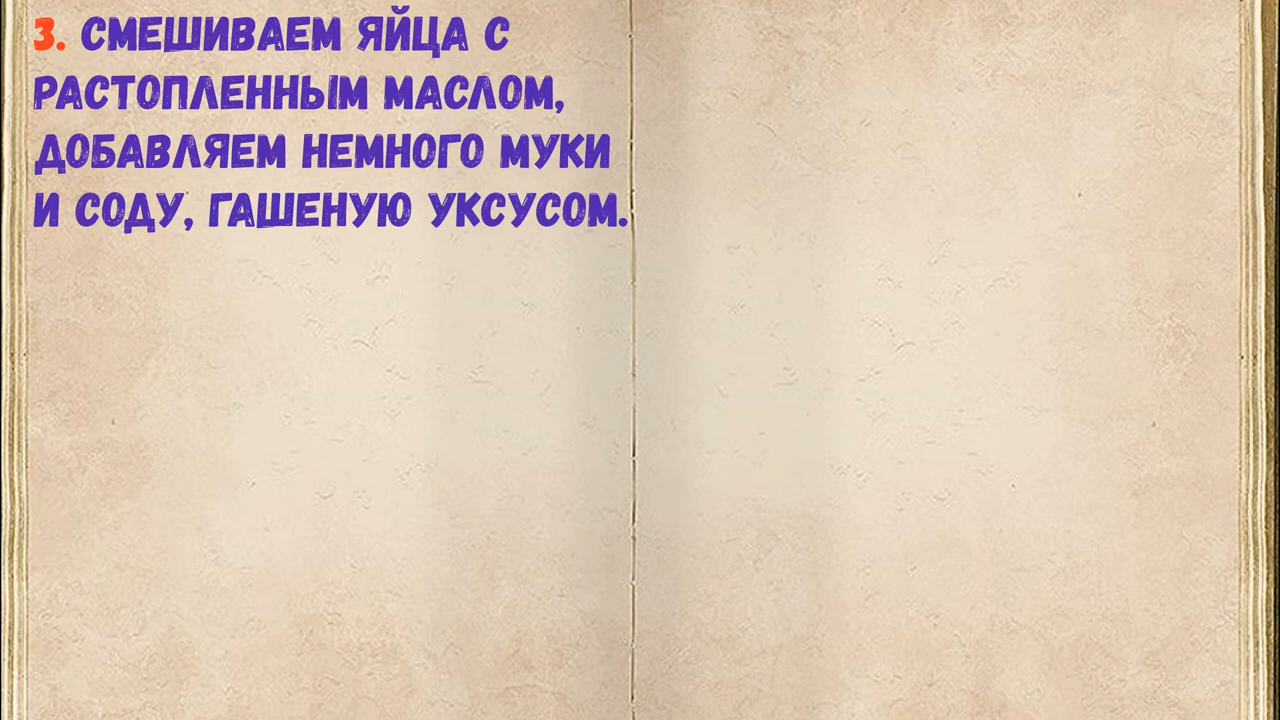 3. СМЕШИВАЕМ ЯЙЦА С
РАСТОПЛЕННЫМ МАСЛОМ,
ДОБАВЛЯЕМ НЕМНОГО МУКИ
И СОДУ, ГАШЕНУЮ УКСУСОМ.